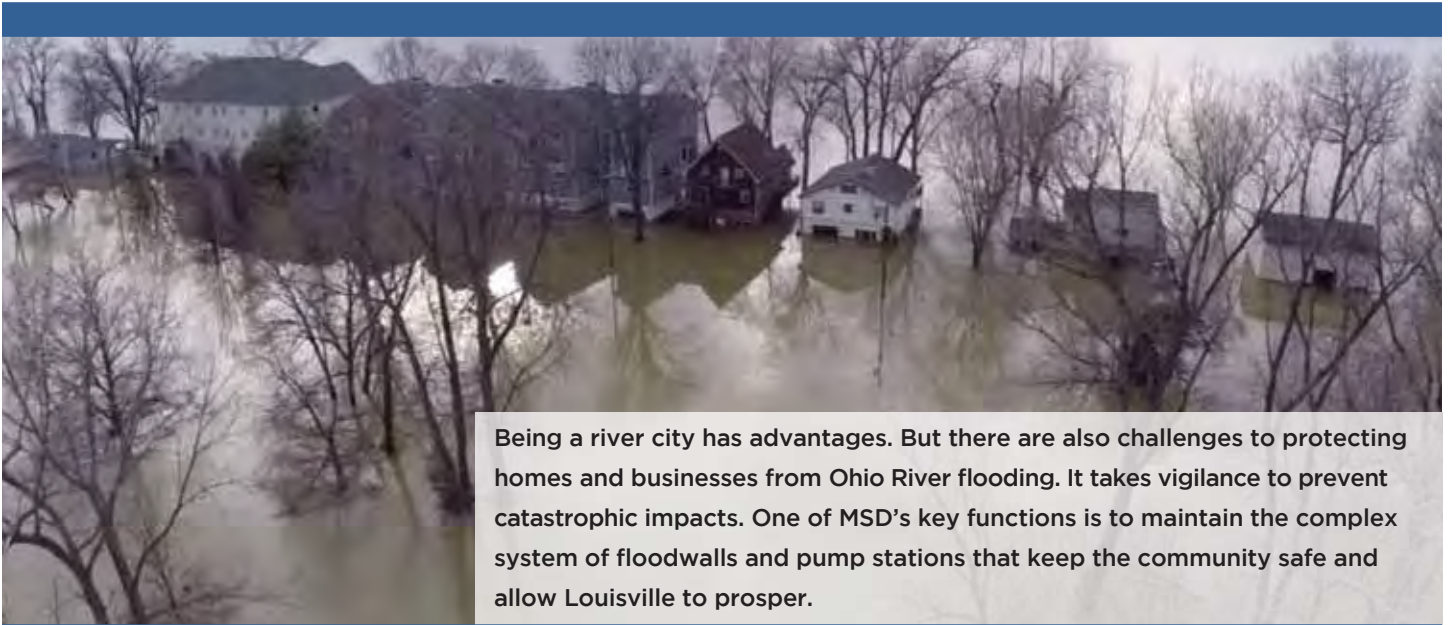 Being a river city has advantages. But there are also challenges to protecting
homes and businesses from Ohio River flooding. It takes vigilance to prevent
catastrophic impacts. One of MSD’s key functions is to maintain the complex
system of floodwalls and pump stations that keep the community safe and
allow Louisville to prosper.